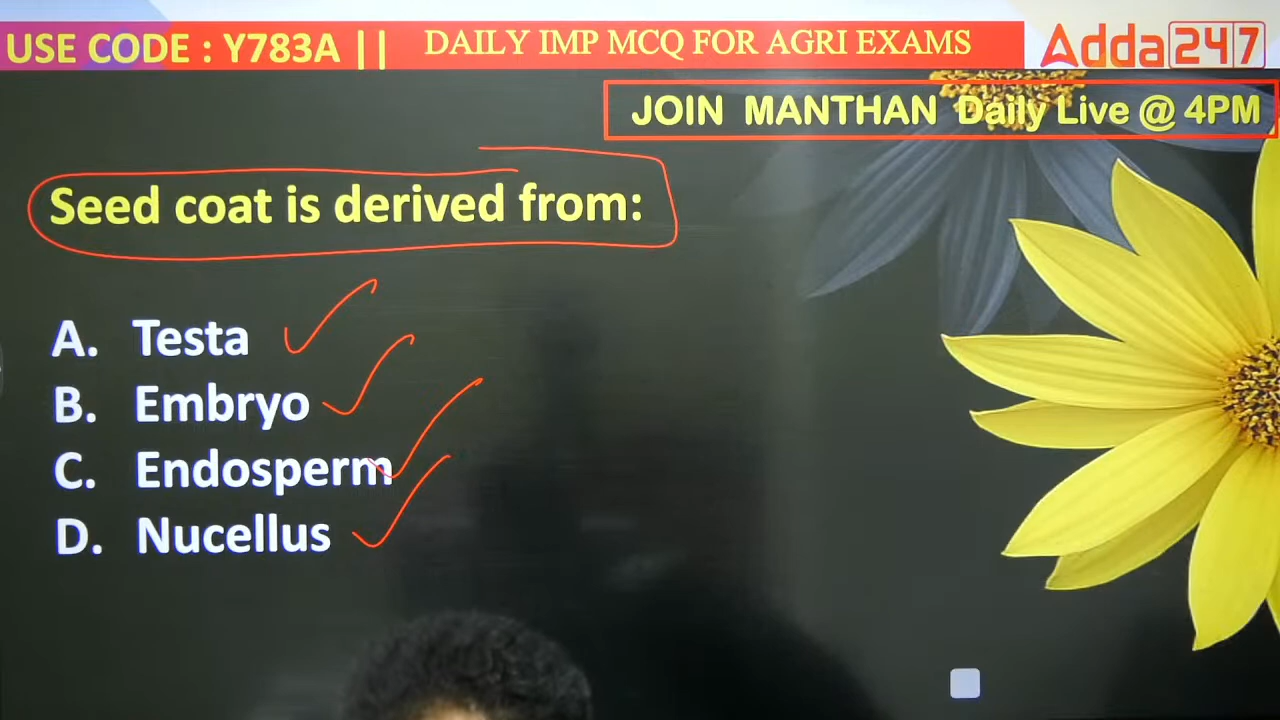 USE CODE : Y783A || DAILY IMP MCQ FOR AGRI EXAMS Adda247
JOIN MANTHAN Daily Live @ 4PM
Seed coat is derived from:
A. Testa
B. Embryo
C. Endosperm
D. Nucellus